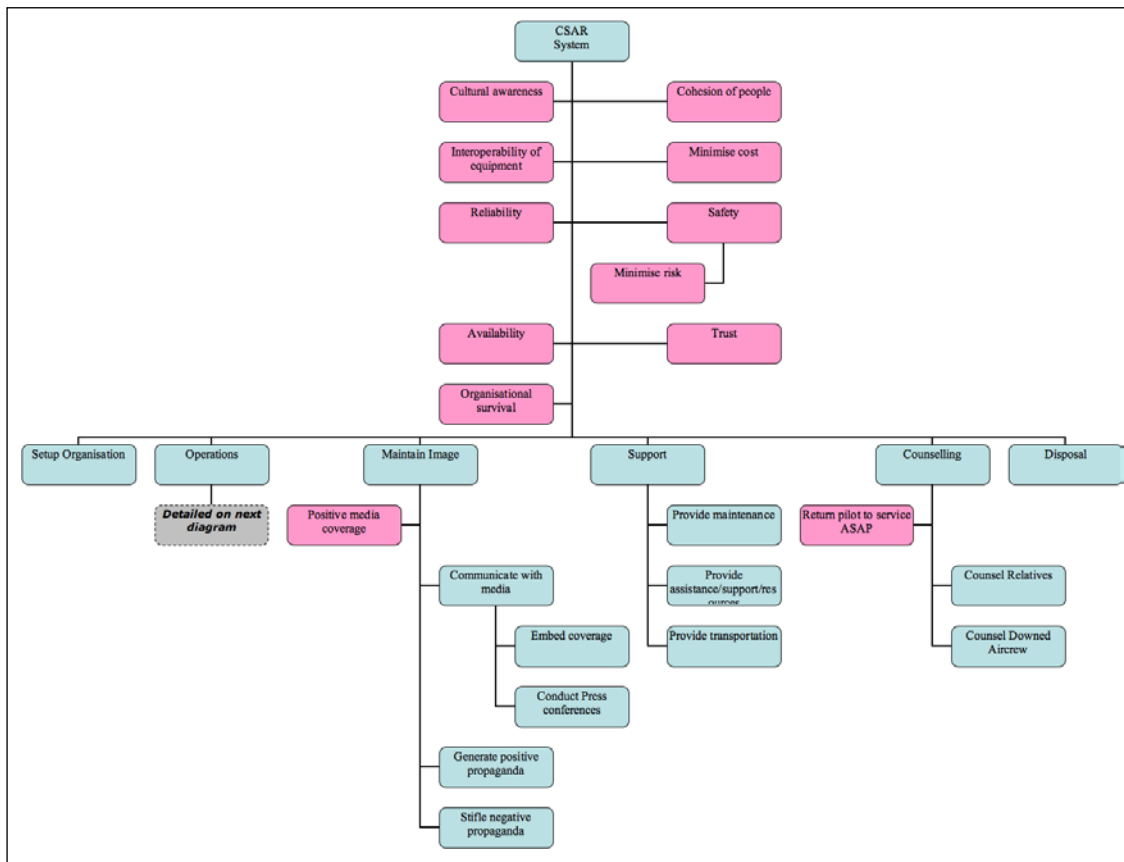 CSAR
System
Cultural awareness
Cohesion of people
Interoperability of
equipment
Minimise cost
Reliability
Safety
Minimise risk
Availability
Trust
Organisational
survival
Setup Organisation
Operations
Maintain Image
Support
Counselling
Disposal
Detailed on next
diagram
Positive media
coverage
Provide maintenance
Return pilot to service
ASAP
Communicate with
media
Provide
assistance/support/res
ources
Counsel Relatives
Embed coverage
Provide transportation
Counsel Downed
Aircrew
Conduct Press
conferences
Generate positive
propaganda
Stifle negative
propaganda